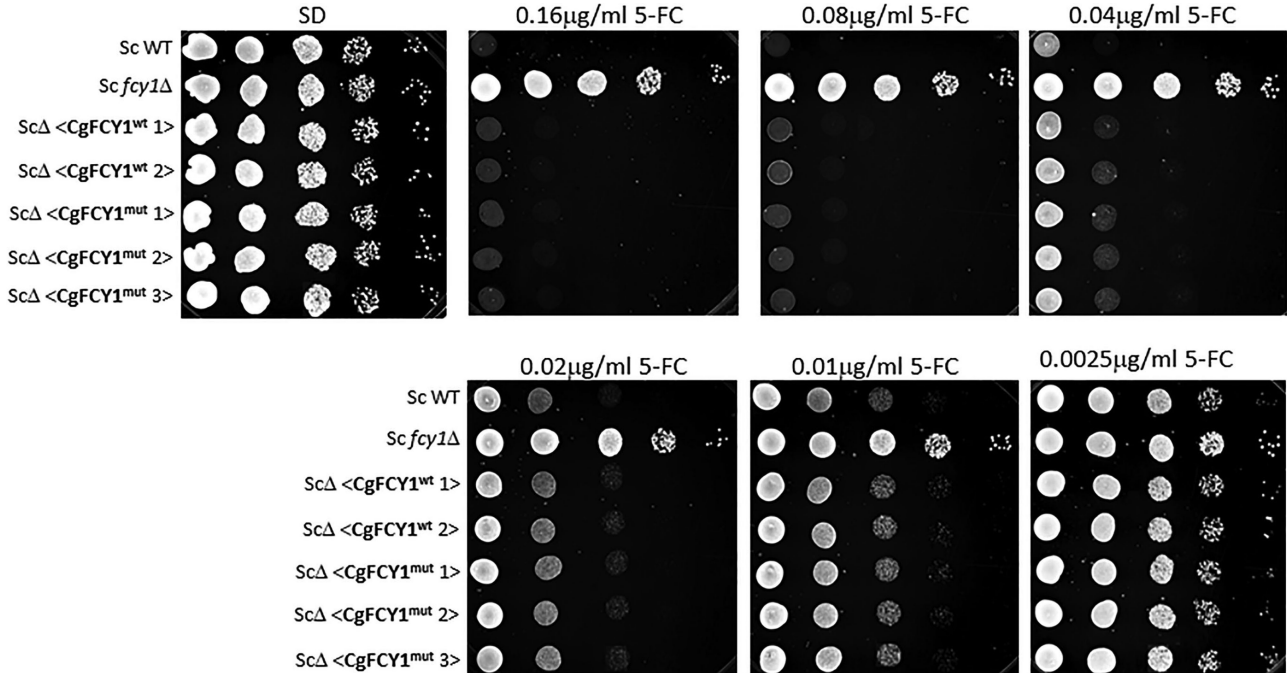 SD
0.16μg/ml 5-FC
0.08μg/ml 5-FC
0.04μg/ml 5-FC
Sc WT
Sc fcy1Δ
ScΔ <CgFCY1ʷᵗ 1>
ScΔ <CgFCY1ʷᵗ 2>
ScΔ <CgFCY1ᵐᵘᵗ 1>
ScΔ <CgFCY1ᵐᵘᵗ 2>
ScΔ <CgFCY1ᵐᵘᵗ 3>
0.02μg/ml 5-FC
0.01μg/ml 5-FC
0.0025μg/ml 5-FC
Sc WT
Sc fcy1Δ
ScΔ <CgFCY1ʷᵗ 1>
ScΔ <CgFCY1ʷᵗ 2>
ScΔ <CgFCY1ᵐᵘᵗ 1>
ScΔ <CgFCY1ᵐᵘᵗ 2>
ScΔ <CgFCY1ᵐᵘᵗ 3>